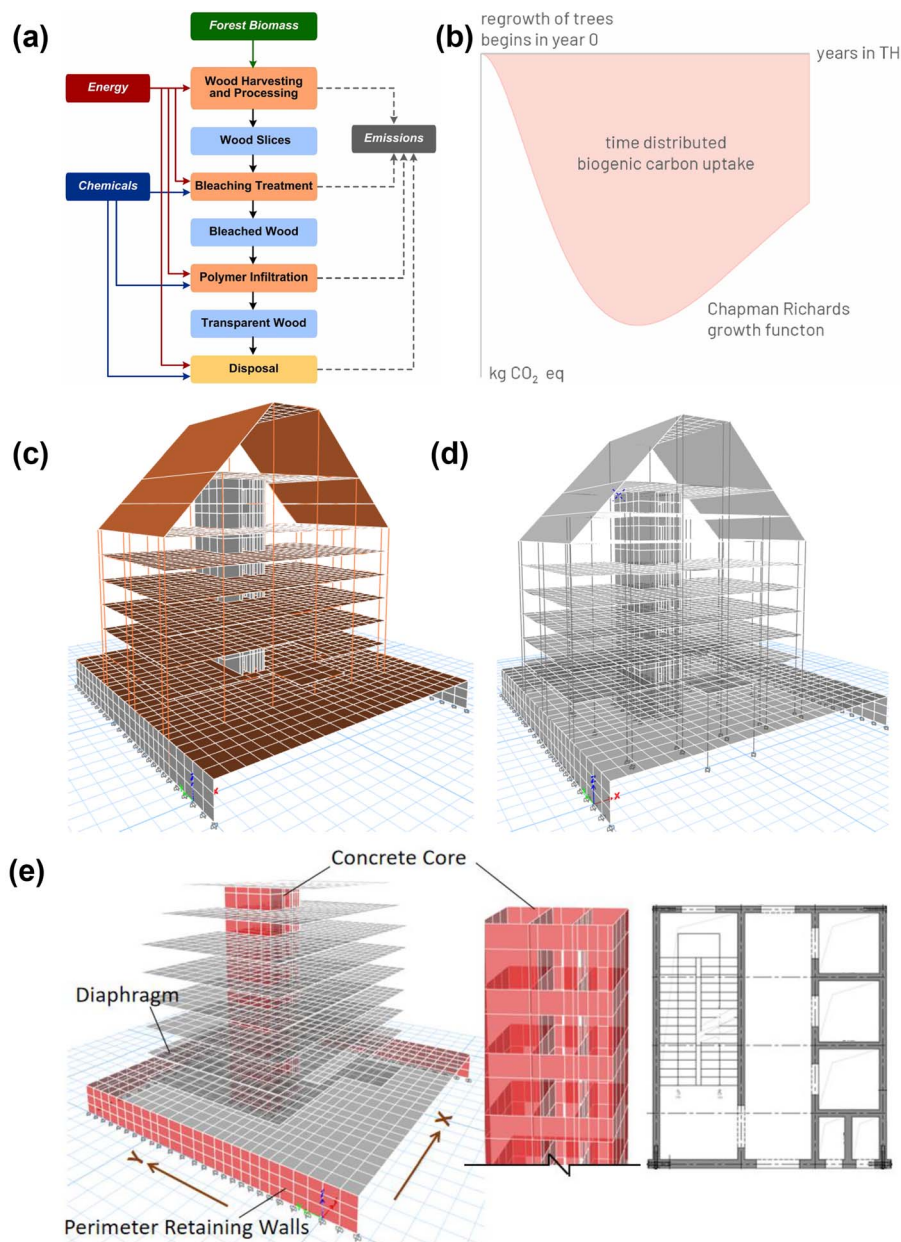 (a)
Forest Biomass
Energy
Wood Harvesting
and Processing
Wood Slices
Emissions
Chemicals
Bleaching Treatment
Bleached Wood
Polymer Infiltration
Transparent Wood
Disposal
(b)
regrowth of trees
begins in year 0
years in TH
time distributed
biogenic carbon uptake
Chapman Richards
growth functon
kg CO₂ eq
(c)
X
(d)
X
(e)
Concrete Core
Diaphragm
X
Y
Perimeter Retaining Walls